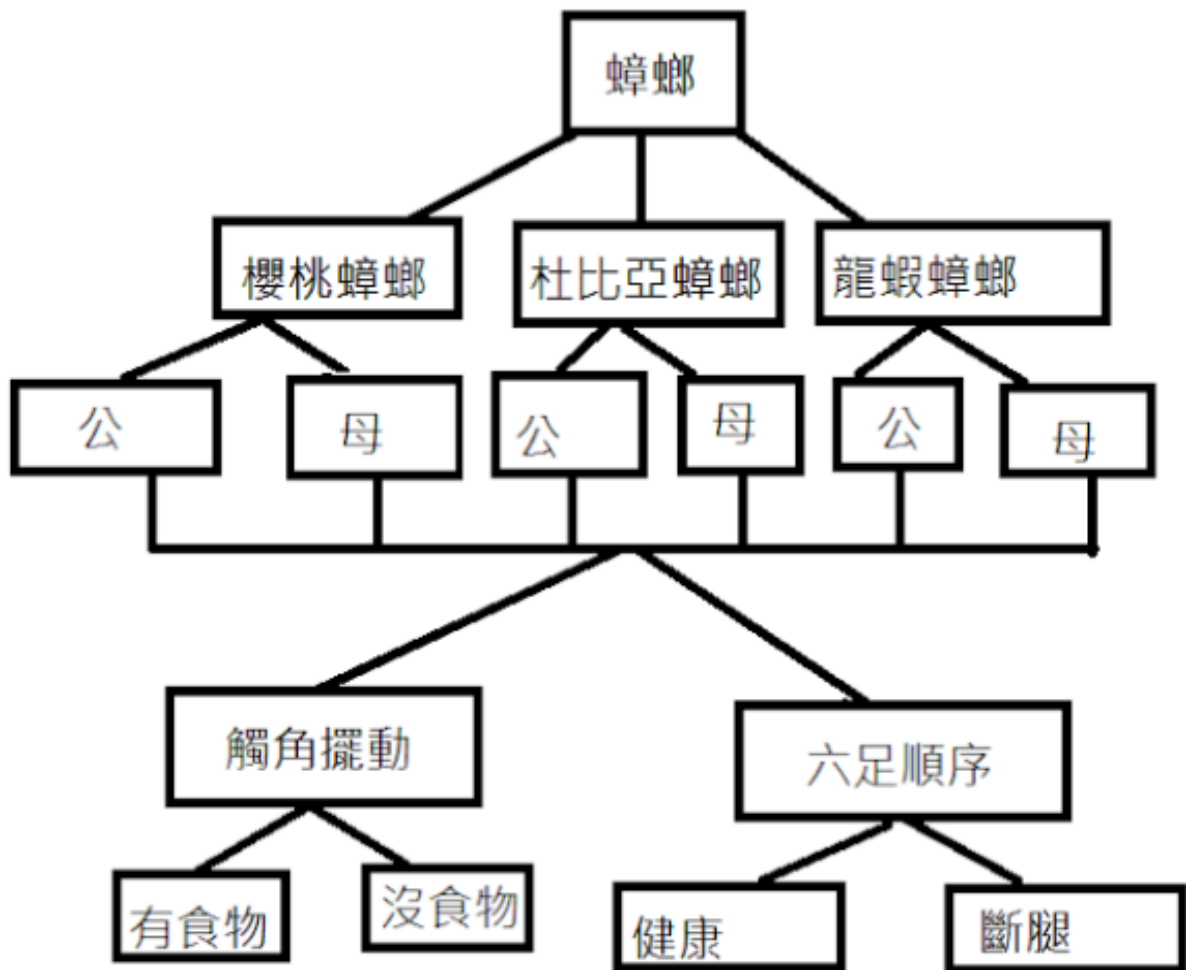 蟑螂
櫻桃蟑螂
杜比亞蟑螂
龍蝦蟑螂
公
母
公
母
公
母
觸角擺動
六足順序
有食物
沒食物
健康
斷腿